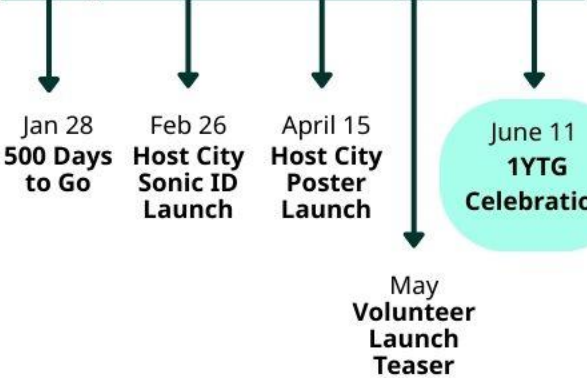 Jan 28
500 Days
to Go
Feb 26
Host City
Sonic ID
Launch
April 15
Host City
Poster
Launch
May
Volunteer
Launch
Teaser
June 11
1YTG
Celebratio